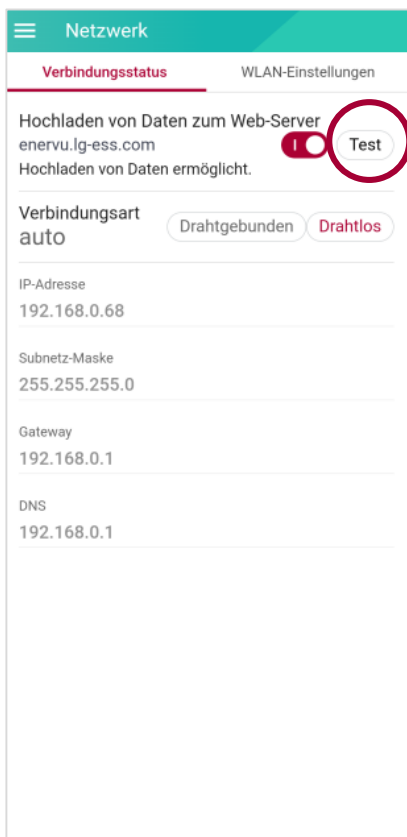 Netzwerk
Verbindungsstatus WLAN-Einstellungen
Hochladen von Daten zum Web-Server
enervu.lg-ess.com I Test
Hochladen von Daten ermöglicht.
Verbindungsart
auto Drahtgebunden Drahtlos
IP-Adresse
192.168.0.68
Subnetz-Maske
255.255.255.0
Gateway
192.168.0.1
DNS
192.168.0.1